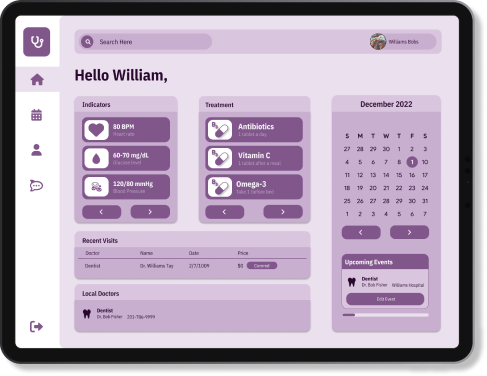 Search Here
Williams Bobs
Hello William,
Indicators
80 BPM
Heart rate
60-70 mg/dL
Glucose level
120/80 mmHg
Blood Pressure
Treatment
Antibiotics
1 tablet a day
Vitamin C
1 tablet after a meal
Omega-3
Take 1 before bed
December 2022
S M T W T F S
27 28 29 30 1 2 3
4 5 6 7 8 1 10
11 12 13 14 15 16 17
18 19 20 21 22 23 24
25 26 27 28 29 30 31
1 2 3 4 5 6 7
Recent Visits
Doctor Name Date Price
Dentist Dr. Williams Tay 2/7/1009 $0 Covered
Upcoming Events
Dentist
Dr. Bob Fisher Williams Hospital
Edit Event
Local Doctors
Dentist
Dr. Bob Fisher 201-786-9999